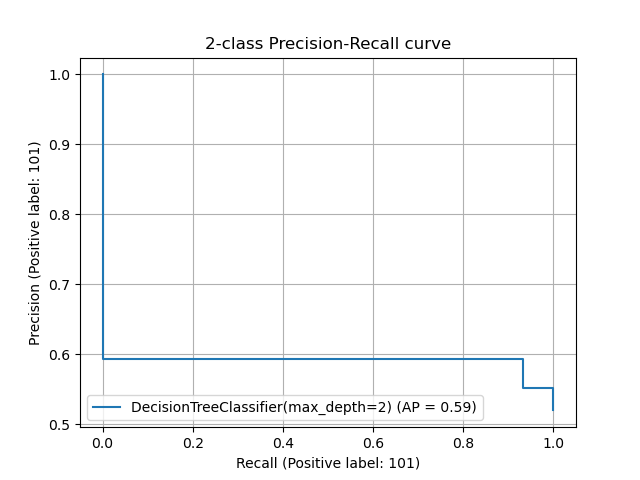 2-class Precision-Recall curve
1.0
0.9
0.8
0.7
0.6
0.5
Precision (Positive label: 101)
DecisionTreeClassifier(max_depth=2) (AP = 0.59)
0.0 0.2 0.4 0.6 0.8 1.0
Recall (Positive label: 101)